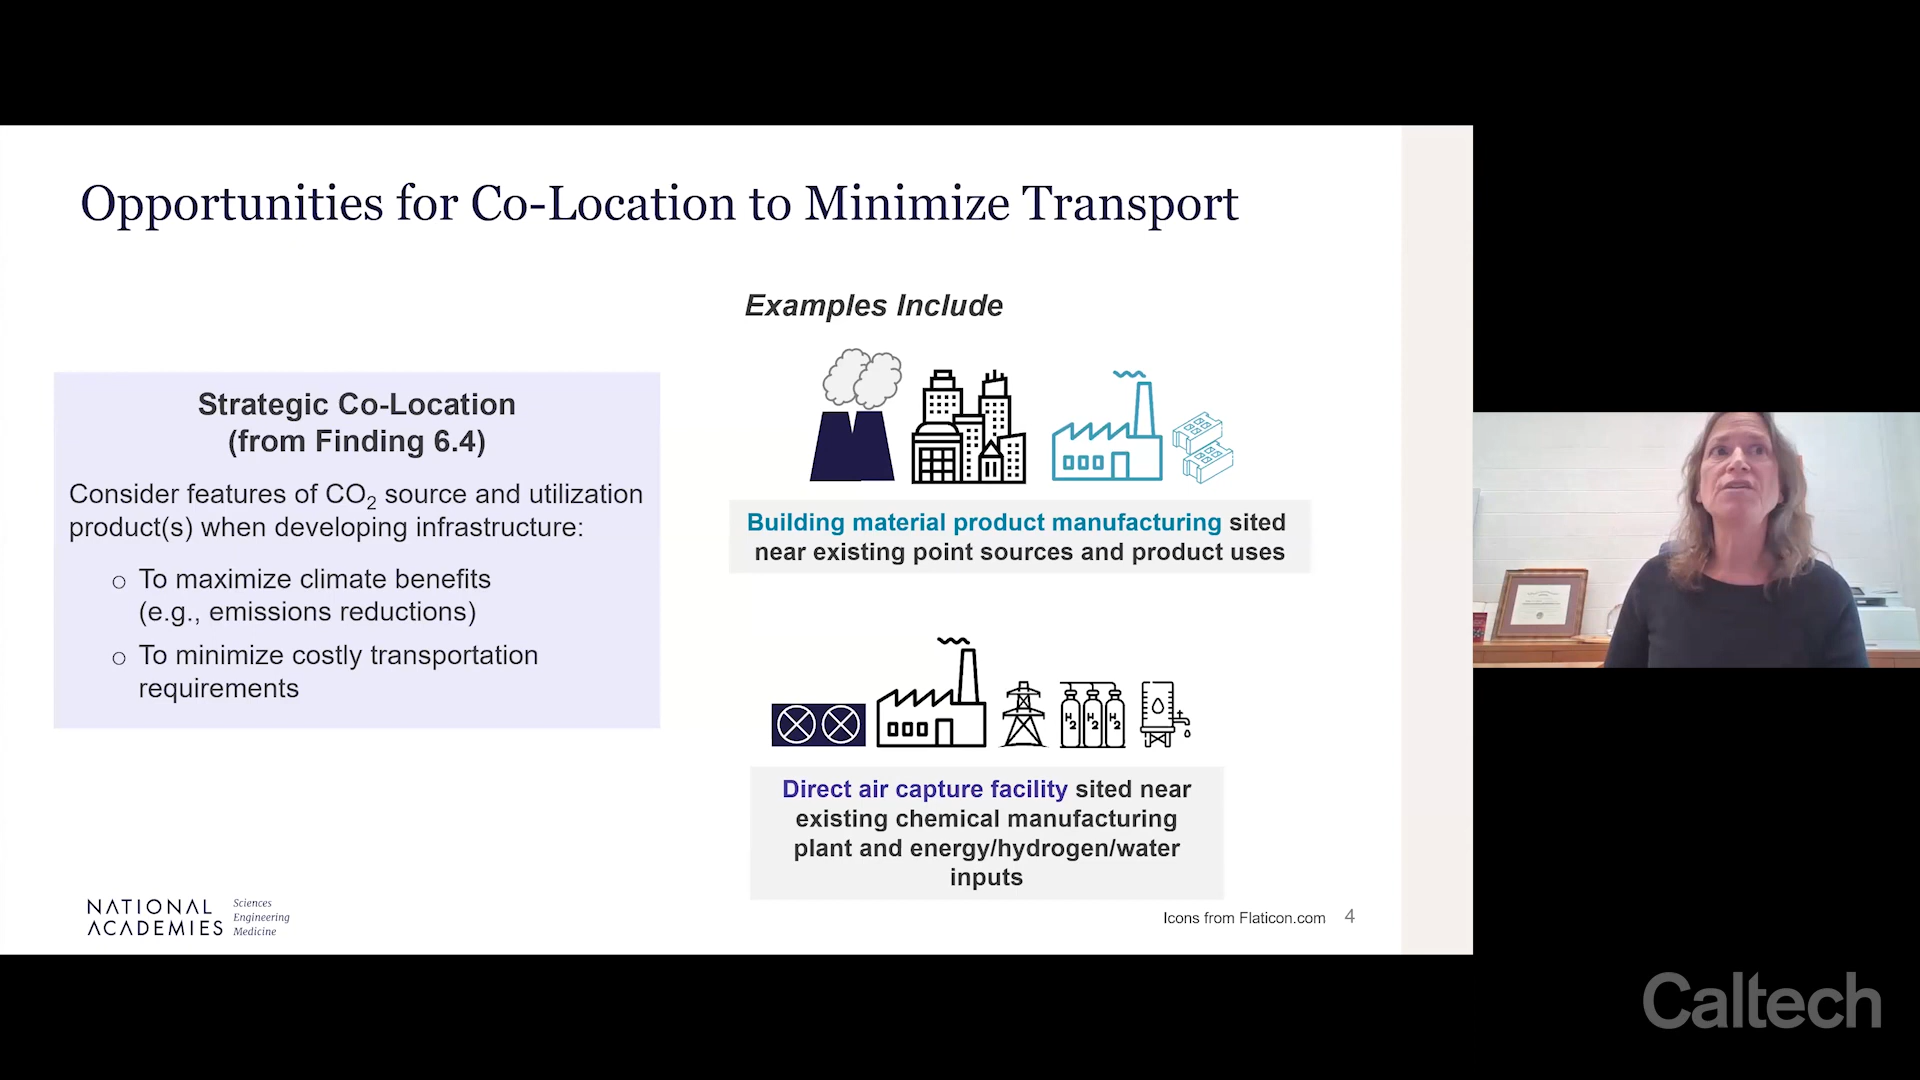 Opportunities for Co-Location to Minimize Transport
Strategic Co-Location
(from Finding 6.4)
Consider features of CO₂ source and utilization
product(s) when developing infrastructure:
o To maximize climate benefits
(e.g., emissions reductions)
o To minimize costly transportation
requirements
Examples Include
Building material product manufacturing sited
near existing point sources and product uses
H₂ H₂ H₂
Direct air capture facility sited near
existing chemical manufacturing
plant and energy/hydrogen/water
inputs
NATIONAL
ACADEMIES
Sciences
Engineering
Medicine
Icons from Flaticon.com 4
Caltech